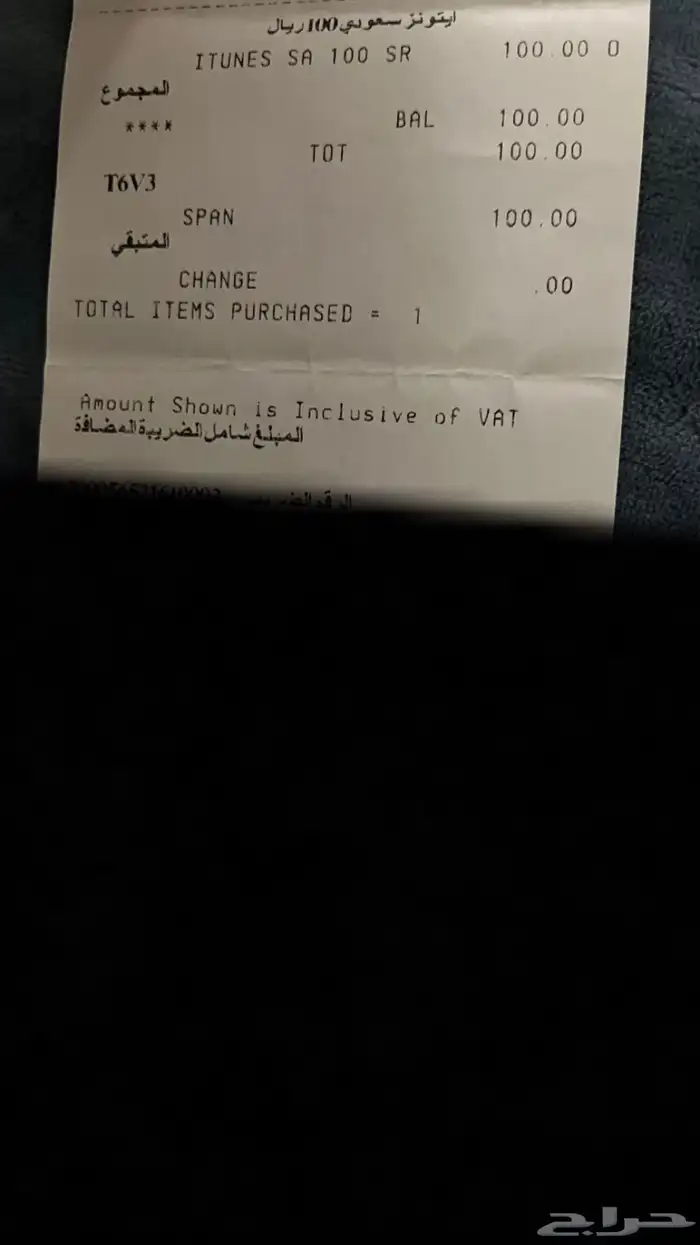 ايتونز سعودي 100 ريال
ITUNES SA 100 SR 100.00 0
المجموع
**** BAL 100.00
TOT 100.00
T6V3
SPAN 100.00
المتبقي
CHANGE .00
TOTAL ITEMS PURCHASED = 1
Amount Shown is Inclusive of VAT
المبلغ شامل الضريبة المضافة
حراج